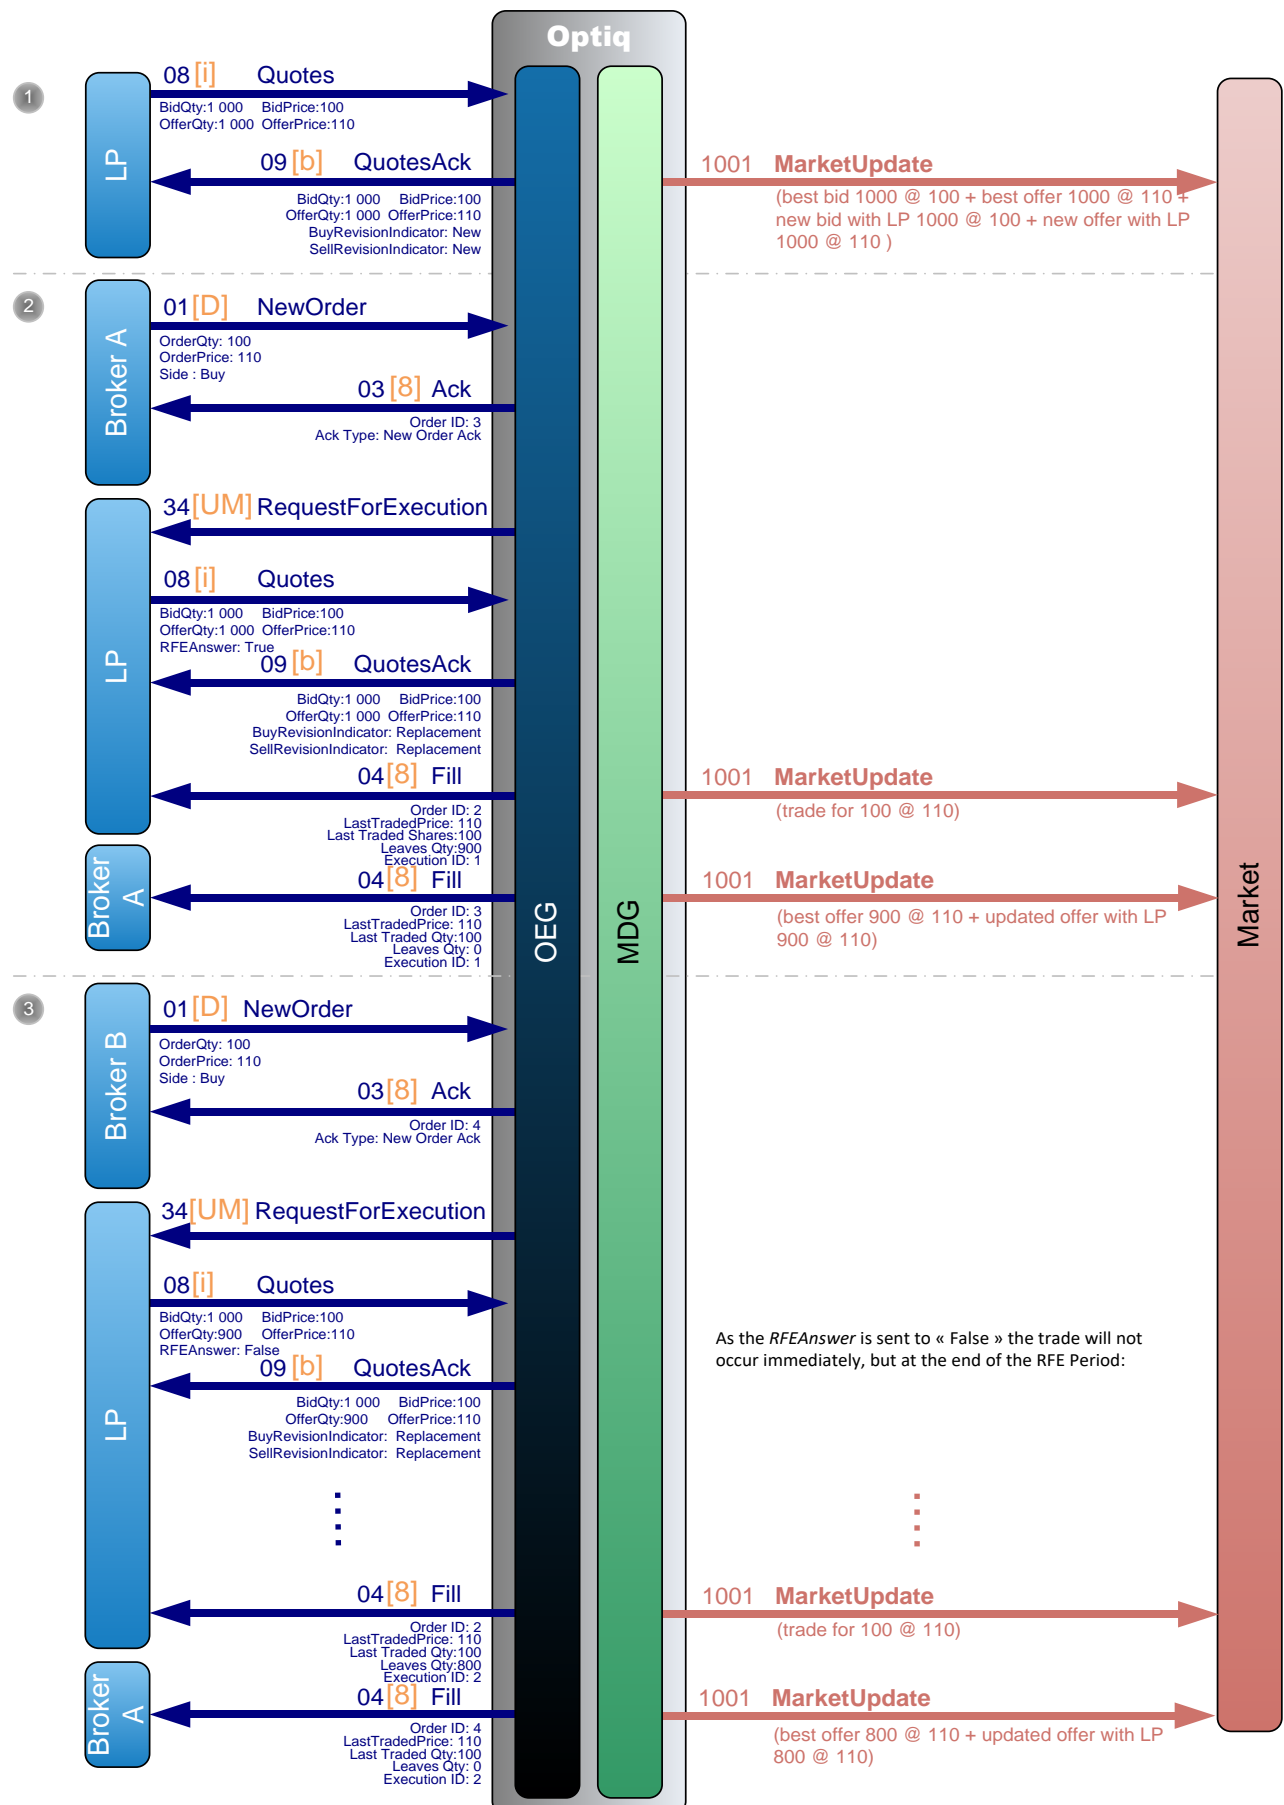 Optiq
1
LP
08 [i] Quotes
BidQty:1 000 BidPrice:100
OfferQty:1 000 OfferPrice:110
09 [b] QuotesAck
BidQty:1 000 BidPrice:100
OfferQty:1 000 OfferPrice:110
BuyRevisionIndicator: New
SellRevisionIndicator: New
1001 MarketUpdate
(best bid 1000 @ 100 + best offer 1000 @ 110 +
new bid with LP 1000 @ 100 + new offer with LP
1000 @ 110 )
2
Broker A
01 [D] NewOrder
OrderQty: 100
OrderPrice: 110
Side : Buy
03 [8] Ack
Order ID: 3
Ack Type: New Order Ack
LP
34 [UM] RequestForExecution
08 [i] Quotes
BidQty:1 000 BidPrice:100
OfferQty:1 000 OfferPrice:110
RFEAnswer: True
09 [b] QuotesAck
BidQty:1 000 BidPrice:100
OfferQty:1 000 OfferPrice:110
BuyRevisionIndicator: Replacement
SellRevisionIndicator: Replacement
04 [8] Fill
Order ID: 2
LastTradedPrice: 110
Last Traded Shares:100
Leaves Qty:900
Execution ID: 1
1001 MarketUpdate
(trade for 100 @ 110)
Broker
A
04 [8] Fill
Order ID: 3
LastTradedPrice: 110
Last Traded Qty:100
Leaves Qty: 0
Execution ID: 1
1001 MarketUpdate
(best offer 900 @ 110 + updated offer with LP
900 @ 110)
OEG
MDG
Market
3
Broker B
01 [D] NewOrder
OrderQty: 100
OrderPrice: 110
Side : Buy
03 [8] Ack
Order ID: 4
Ack Type: New Order Ack
LP
34 [UM] RequestForExecution
08 [i] Quotes
BidQty:1 000 BidPrice:100
OfferQty:900 OfferPrice:110
RFEAnswer: False
As the RFEAnswer is sent to « False » the trade will not
occur immediately, but at the end of the RFE Period:
09 [b] QuotesAck
BidQty:1 000 BidPrice:100
OfferQty:900 OfferPrice:110
BuyRevisionIndicator: Replacement
SellRevisionIndicator: Replacement
04 [8] Fill
Order ID: 2
LastTradedPrice: 110
Last Traded Qty:100
Leaves Qty:800
Execution ID: 2
1001 MarketUpdate
(trade for 100 @ 110)
Broker
A
04 [8] Fill
Order ID: 4
LastTradedPrice: 110
Last Traded Qty:100
Leaves Qty: 0
Execution ID: 2
1001 MarketUpdate
(best offer 800 @ 110 + updated offer with LP
800 @ 110)